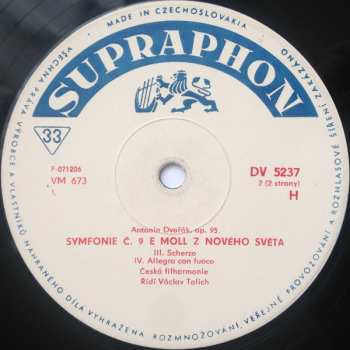 MADE IN CZECHOSLOVAKIA
SUPRAPHON
33
F-071206
VM 673
DV 5237
2 (2 strany)
H
Antonín Dvořák, op. 95
SYMFONIE Č. 9 E MOLL Z NOVÉHO SVĚTA
III. Scherzo
IV. Allegro con fuoco
Česká filharmonie
Řídí Václav Talich
VŠECHNA PRÁVA VÝROBCE A VLASTNÍKŮ NAHRANÉHO DÍLA VYHRAZENA ROZMNOŽOVÁNÍ, VEŘEJNÉ PROVOZOVÁNÍ A ROZHLASOVÉ ŠÍŘENÍ ZAKÁZÁNO